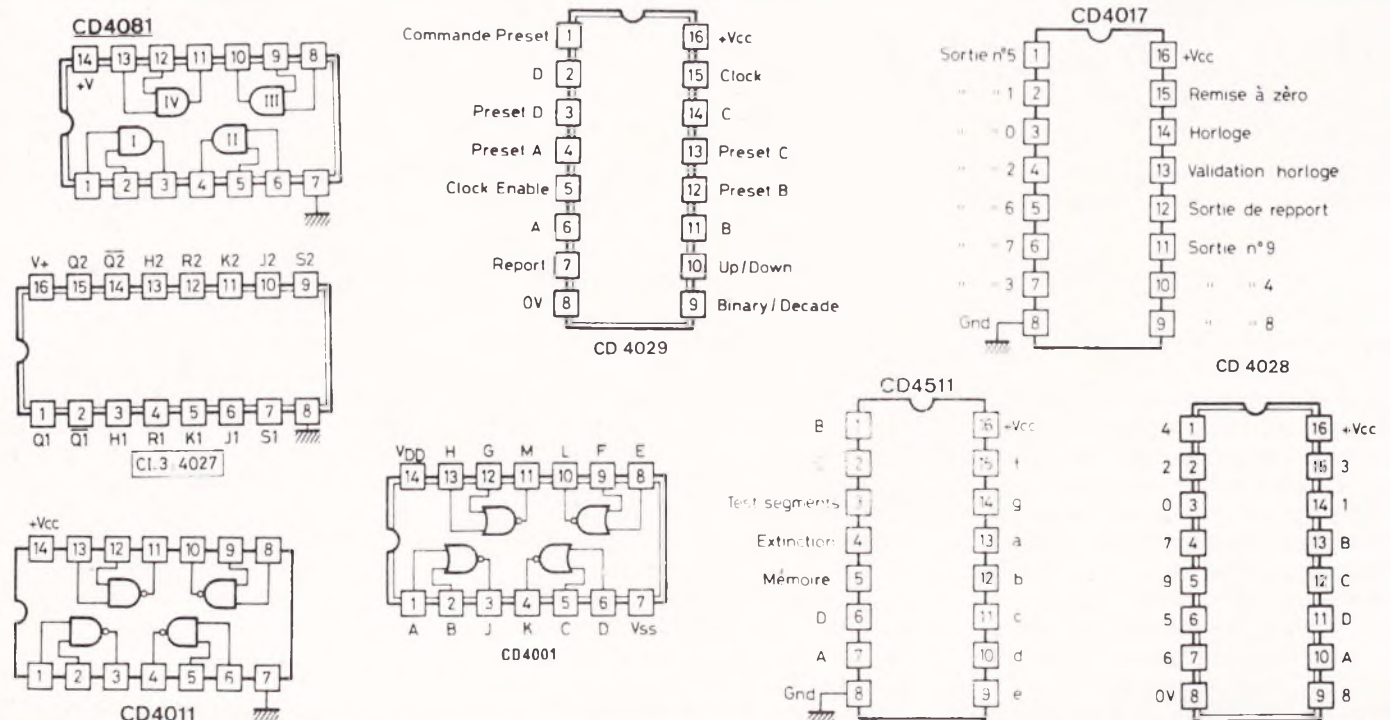 CD4081
14 13 12 11 10 9 8
+V
IV III
I II
1 2 3 4 5 6 7
V+ Q2 Q2 H2 R2 K2 J2 S2
16 15 14 13 12 11 10 9
1 2 3 4 5 6 7 8
Q1 Q1 H1 R1 K1 J1 S1
CI.3 4027
+Vcc
14 13 12 11 10 9 8
1 2 3 4 5 6 7
CD4011
Commande Preset 1 16 +Vcc
D 2 15 Clock
Preset D 3 14 C
Preset A 4 13 Preset C
Clock Enable 5 12 Preset B
A 6 11 B
Report 7 10 Up/Down
0V 8 9 Binary/Decade
CD 4029
VDD H G M L F E
14 13 12 11 10 9 8
1 2 3 4 5 6 7
A B J K C D Vss
CD4001
CD4017
Sortie n°5 1 16 +Vcc
" " 1 2 15 Remise à zèro
" " 0 3 14 Horloge
" " 2 4 13 Validation horloge
" " 6 5 12 Sortie de repport
" " 7 6 11 Sortie n°9
" " 3 7 10 " " 4
Gnd 8 9 " " 8
CD4511
B 1 16 +Vcc
2 15 f
Test segments 3 14 g
Extinction 4 13 a
Mémoire 5 12 b
D 6 11 c
A 7 10 d
Gnd 8 9 e
CD 4028
4 1 16 +Vcc
2 2 15 3
0 3 14 1
7 4 13 B
9 5 12 C
5 6 11 D
6 7 10 A
0V 8 9 8